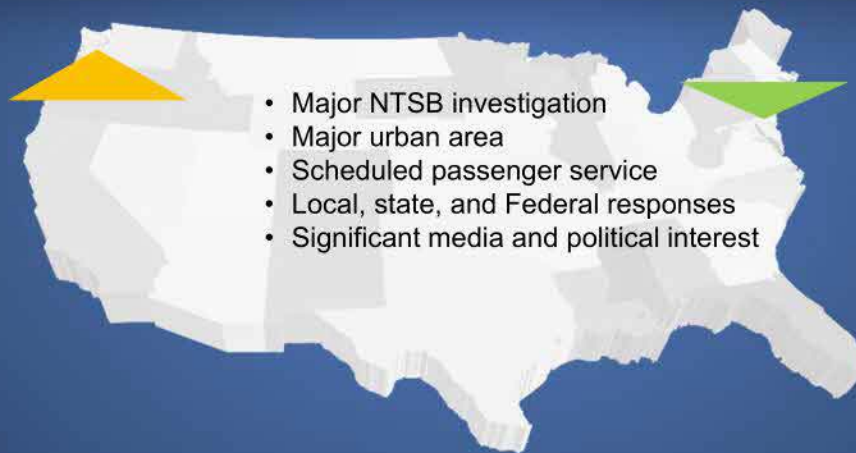 • Major NTSB investigation
• Major urban area
• Scheduled passenger service
• Local, state, and Federal responses
• Significant media and political interest